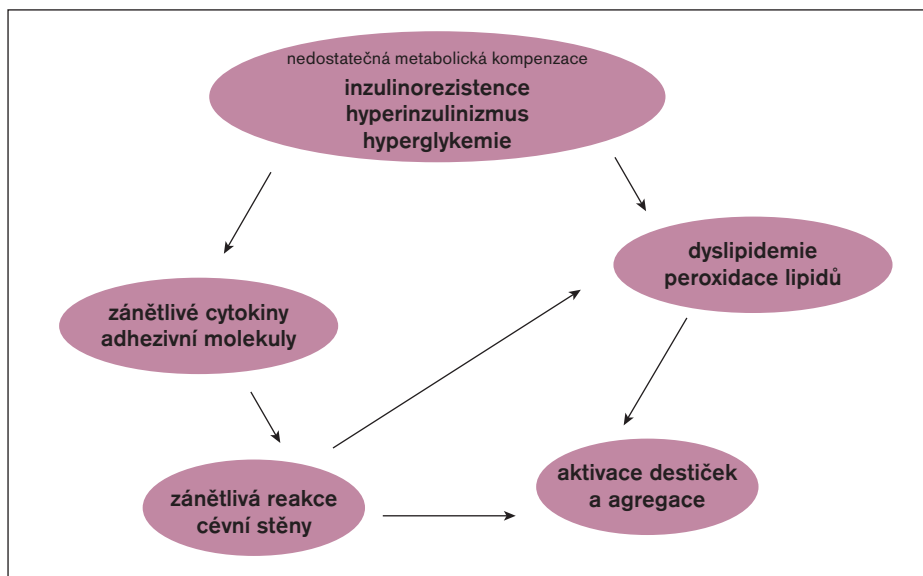 nedostatečná metabolická kompenzace
inzulinorezistence
hyperinzulinizmus
hyperglykemie
dyslipidemie
peroxidace lipidů
zánětlivé cytokiny
adhezivní molekuly
zánětlivá reakce
cévní stěny
aktivace destiček
a agregace